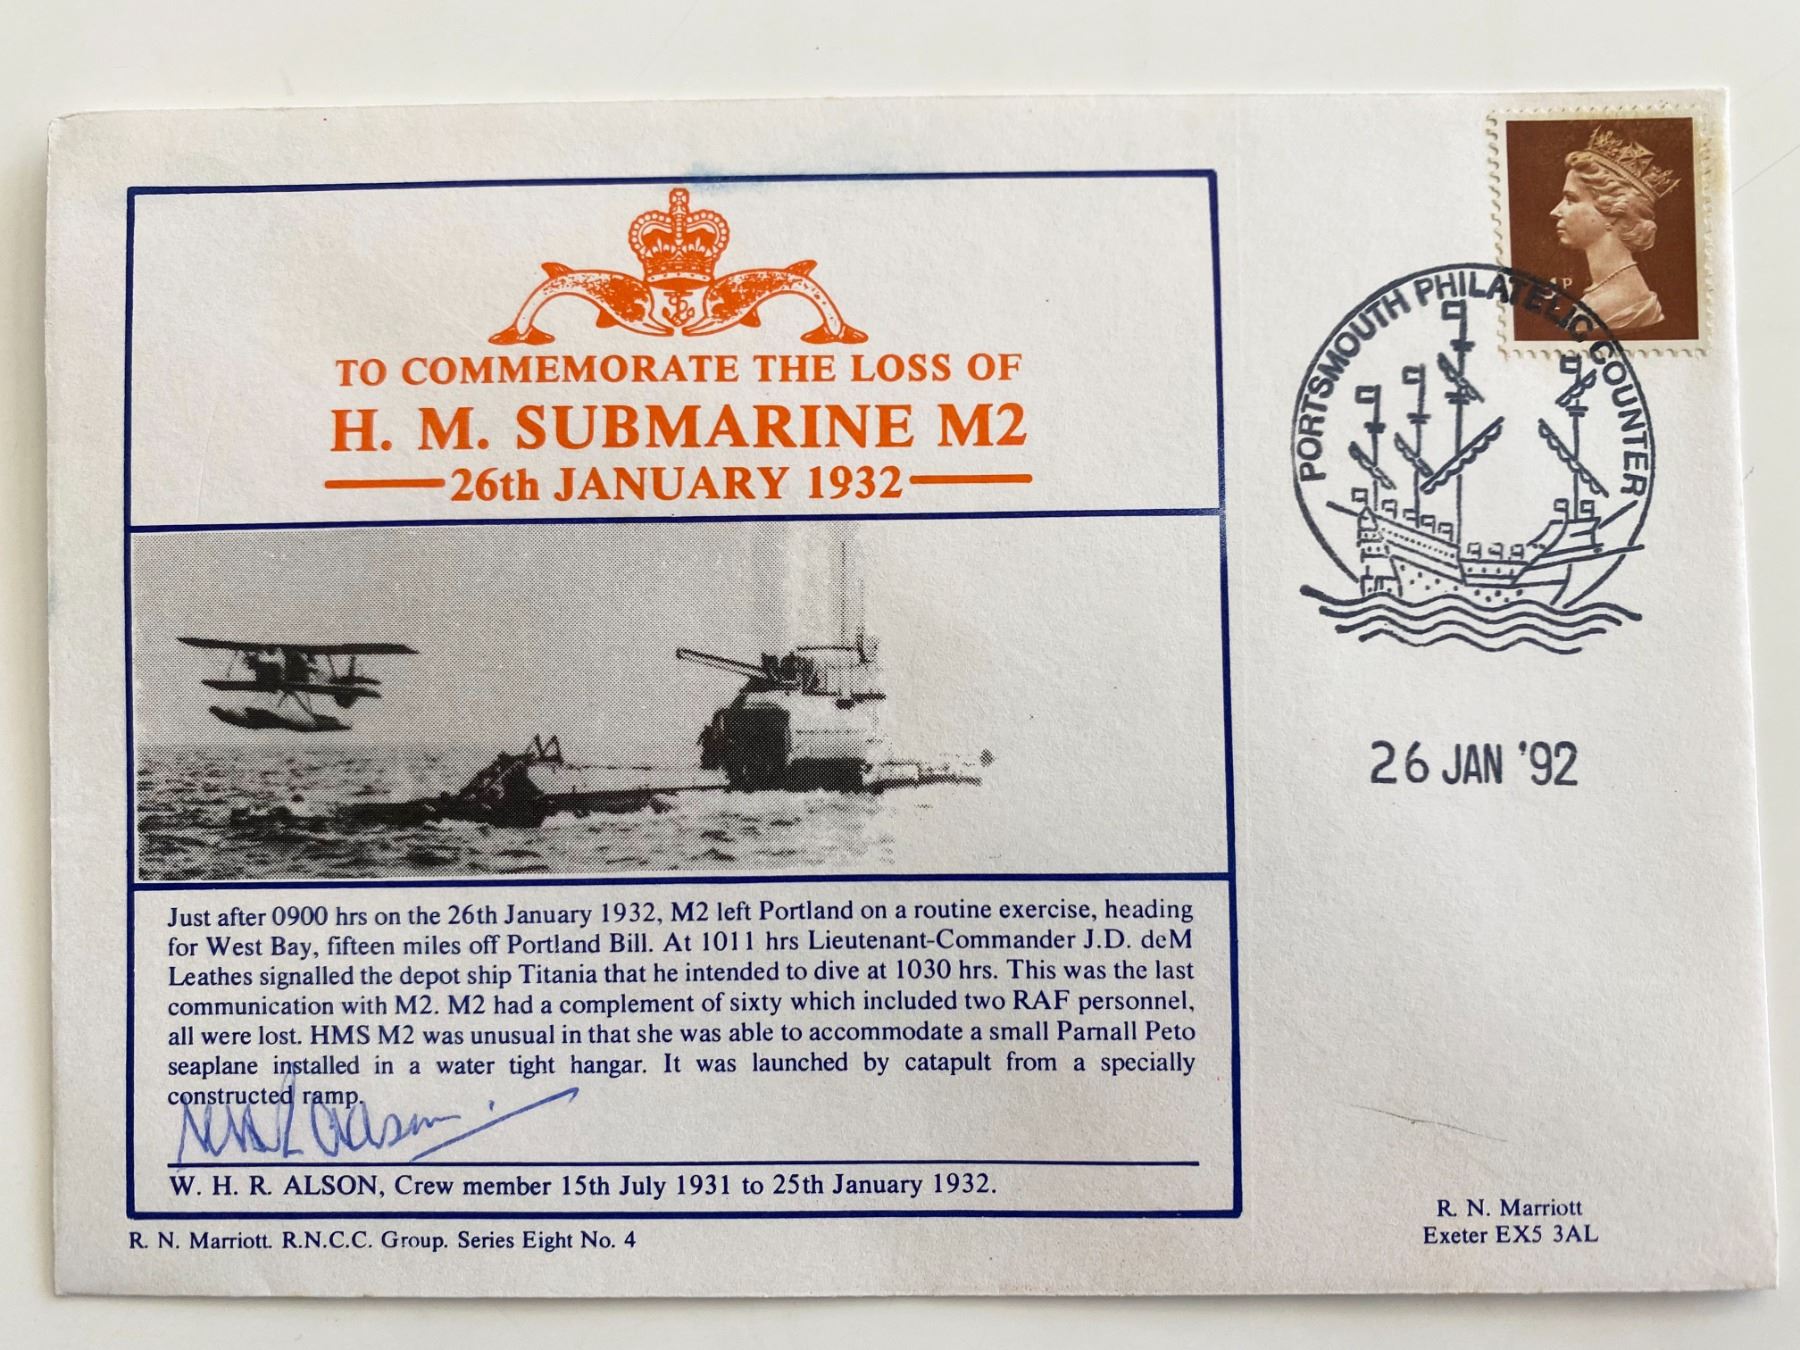 TO COMMEMORATE THE LOSS OF
H. M. SUBMARINE M2
26th JANUARY 1932
PORTSMOUTH PHILATELIC COUNTER
26 JAN '92
Just after 0900 hrs on the 26th January 1932, M2 left Portland on a routine exercise, heading
for West Bay, fifteen miles off Portland Bill. At 1011 hrs Lieutenant-Commander J.D. deM
Leathes signalled the depot ship Titania that he intended to dive at 1030 hrs. This was the last
communication with M2. M2 had a complement of sixty which included two RAF personnel,
all were lost. HMS M2 was unusual in that she was able to accommodate a small Parnall Peto
seaplane installed in a water tight hangar. It was launched by catapult from a specially
constructed ramp.
W. H. R. ALSON, Crew member 15th July 1931 to 25th January 1932.
R. N. Marriott. R.N.C.C. Group. Series Eight No. 4
R. N. Marriott
Exeter EX5 3AL